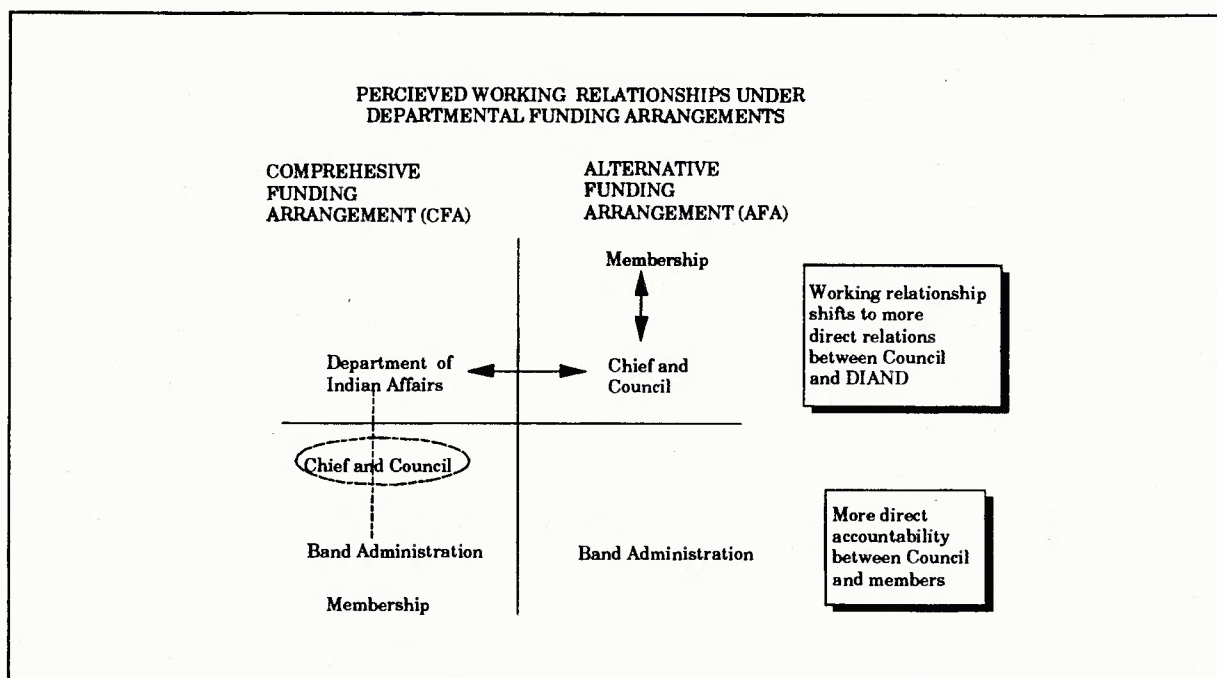 PERCIEVED WORKING RELATIONSHIPS UNDER
DEPARTMENTAL FUNDING ARRANGEMENTS
COMPREHESIVE
FUNDING
ARRANGEMENT (CFA)
ALTERNATIVE
FUNDING
ARRANGEMENT (AFA)
Membership
Department of
Indian Affairs
Chief and
Council
Working relationship
shifts to more
direct relations
between Council
and DIAND
Chief and Council
Band Administration
Membership
Band Administration
More direct
accountability
between Council
and members